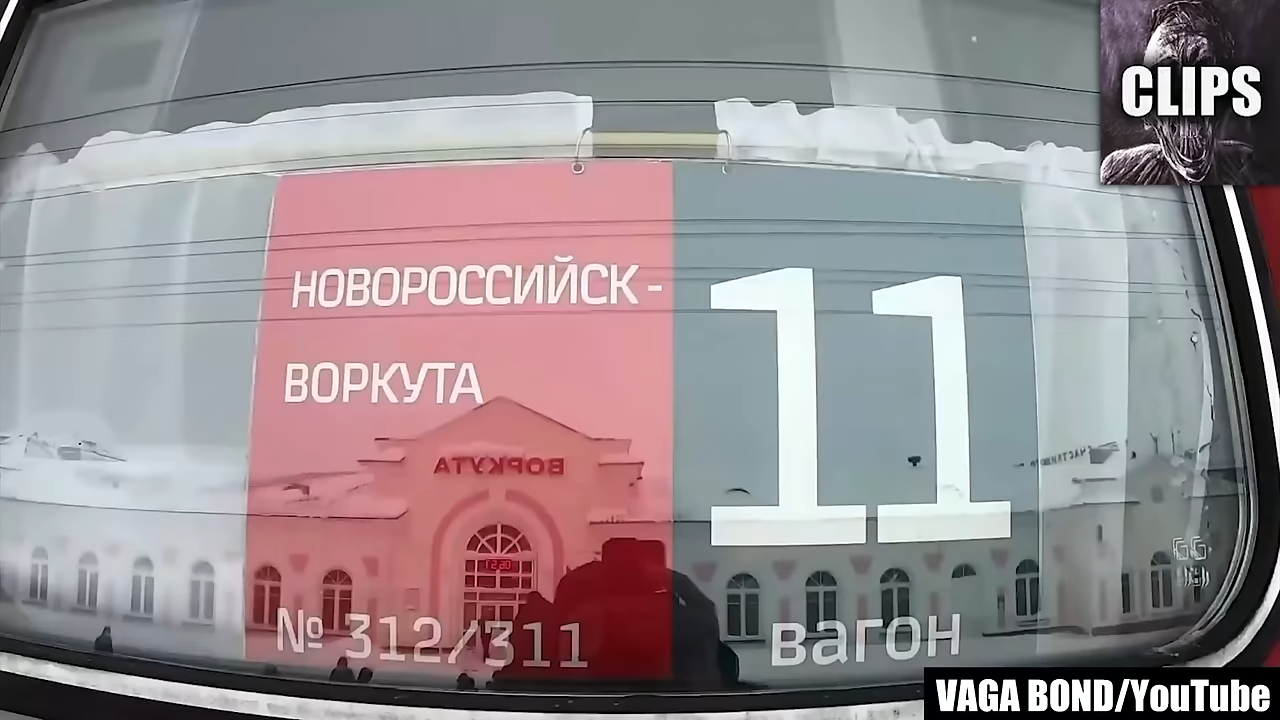 CLIPS
НОВОРОССИЙСК -
ВОРКУТА
11
ВОРКУТА
№ 312/311
вагон
VAGA BOND/YouTube